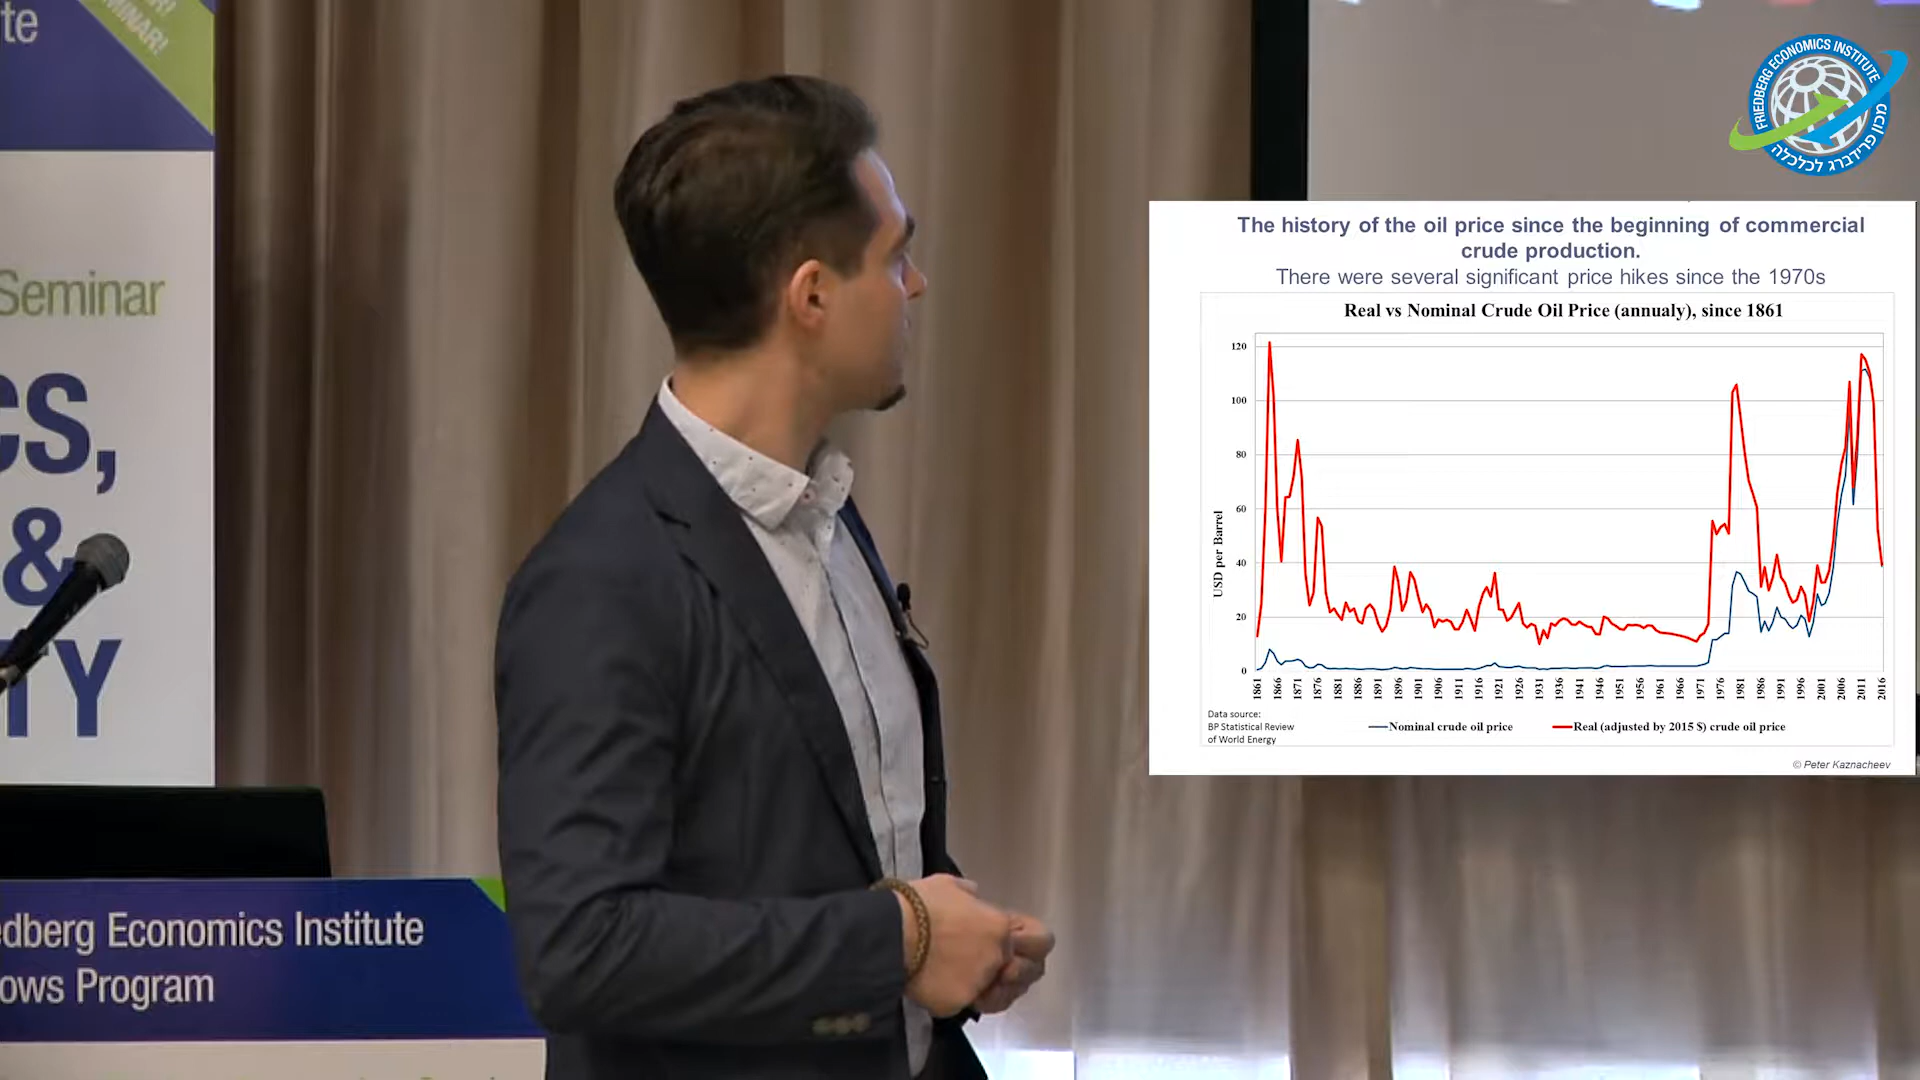 te
SEMINAR!
Seminar
CS,
&
TY
edberg Economics Institute
ows Program
FRIEDBERG ECONOMICS INSTITUTE
מכון פרידברג לכלכלה
The history of the oil price since the beginning of commercial
crude production.
There were several significant price hikes since the 1970s
Real vs Nominal Crude Oil Price (annualy), since 1861
USD per Barrel
120
100
80
60
40
20
0
1861 1866 1871 1876 1881 1886 1891 1896 1901 1906 1911 1916 1921 1926 1931 1936 1941 1946 1951 1956 1961 1966 1971 1976 1981 1986 1991 1996 2001 2006 2011 2016
Data source:
BP Statistical Review
of World Energy
Nominal crude oil price
Real (adjusted by 2015 $) crude oil price
© Peter Kaznacheev